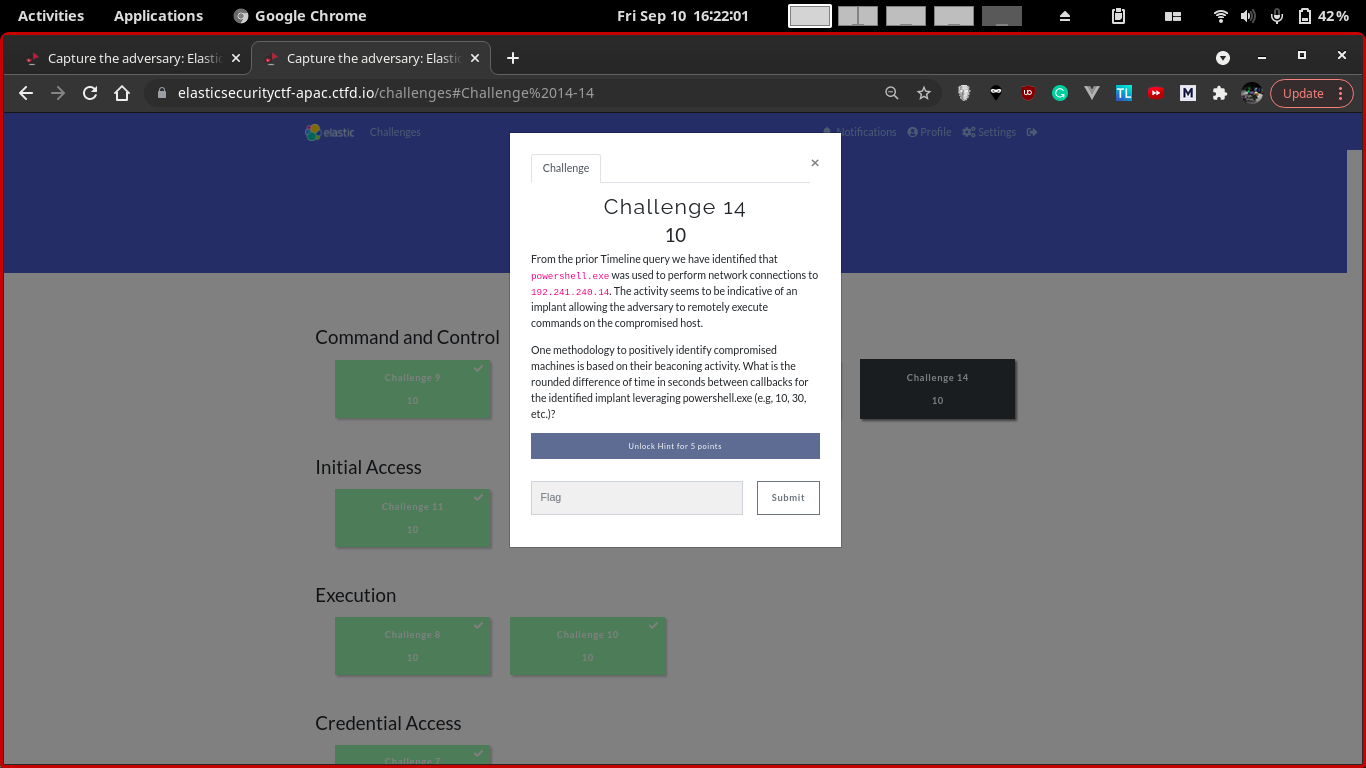 Activities Applications Google Chrome Fri Sep 10 16:22:01 42%
Capture the adversary: Elastic Capture the adversary: Elastic
elasticsecurityctf-apac.ctfd.io/challenges#Challenge%2014-14 UD TL M Update
elastic Challenges Notifications Profile Settings
Challenge
Challenge 14
10
From the prior Timeline query we have identified that
powershell.exe was used to perform network connections to
192.241.240.14. The activity seems to be indicative of an
implant allowing the adversary to remotely execute
commands on the compromised host.
One methodology to positively identify compromised
machines is based on their beaconing activity. What is the
rounded difference of time in seconds between callbacks for
the identified implant leveraging powershell.exe (e.g, 10, 30,
etc.)?
Unlock Hint for 5 points
Flag Submit
Command and Control
Challenge 9 Challenge 14
10 10
Initial Access
Challenge 11
10
Execution
Challenge 8 Challenge 10
10 10
Credential Access
Challenge 7